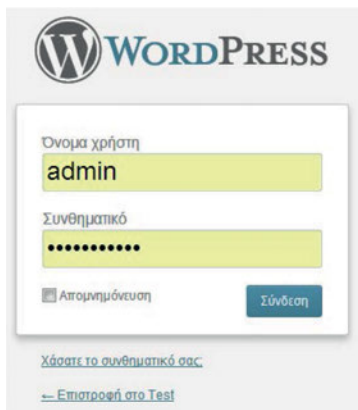 WORDPRESS
Όνομα χρήστη
admin
Συνθηματικό
•••••••••••
Απομνημόνευση
Σύνδεση
Χάσατε το συνθηματικό σας;
← Επιστροφή στο Test